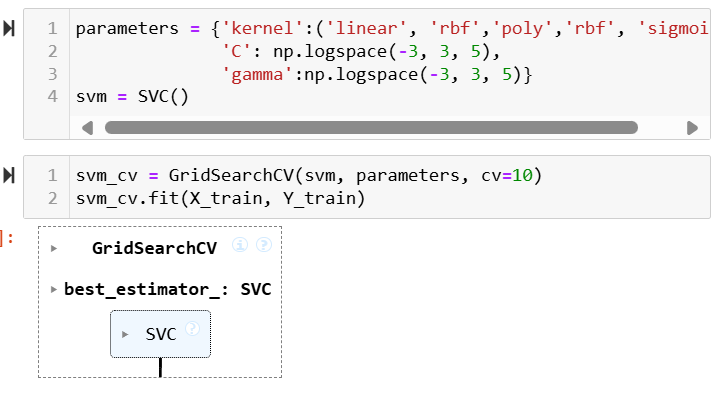 1 parameters = {'kernel':('linear', 'rbf','poly','rbf', 'sigmoi
2 'C': np.logspace(-3, 3, 5),
3 'gamma':np.logspace(-3, 3, 5)}
4 svm = SVC()
1 svm_cv = GridSearchCV(svm, parameters, cv=10)
2 svm_cv.fit(X_train, Y_train)
]:
GridSearchCV i ?
best_estimator_: SVC
SVC ?